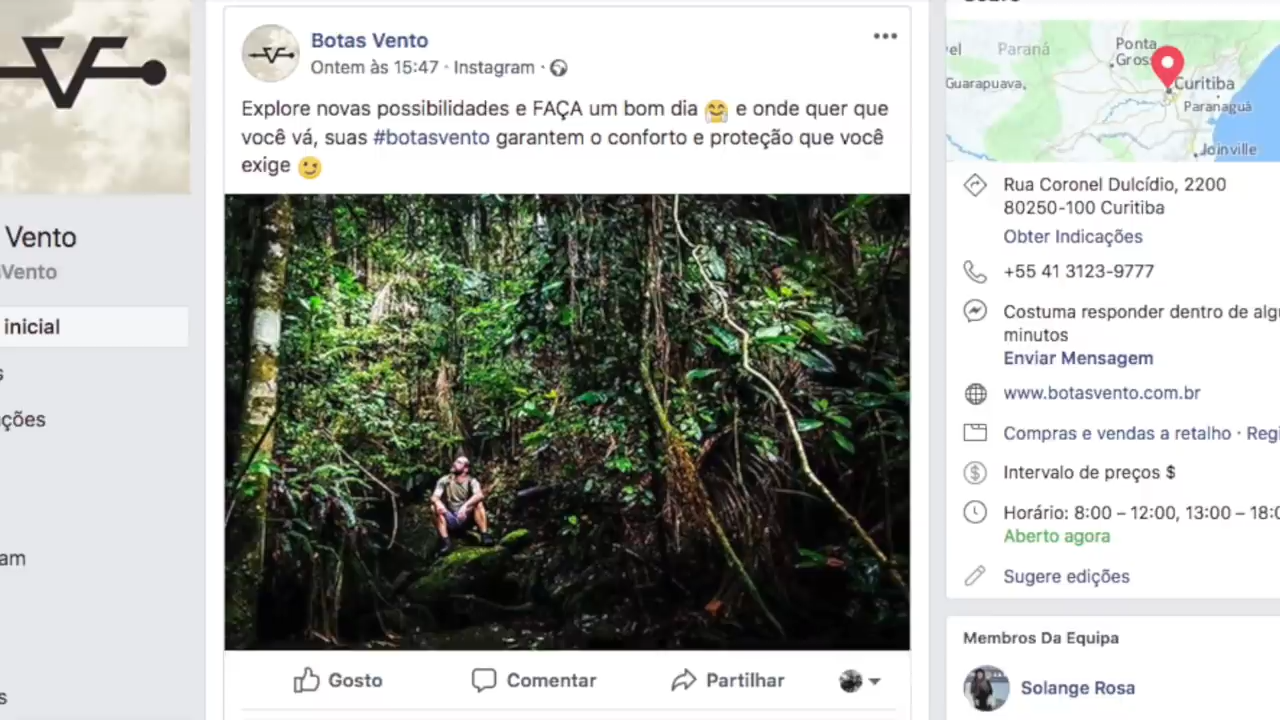 Botas Vento
Ontem às 15:47 · Instagram ·
Explore novas possibilidades e FAÇA um bom dia 🤗 e onde quer que
você vá, suas #botasvento garantem o conforto e proteção que você
exige 😉
Gosto
Comentar
Partilhar
Vento
Vento
inicial
s
ções
am
s
Paraná
Ponta
Gros
Guarapuava,
Curitiba
Paranaguá
Joinville
Rua Coronel Dulcídio, 2200
80250-100 Curitiba
Obter Indicações
+55 41 3123-9777
Costuma responder dentro de alg
minutos
Enviar Mensagem
www.botasvento.com.br
Compras e vendas a retalho · Regi
Intervalo de preços $
Horário: 8:00 – 12:00, 13:00 – 18:0
Aberto agora
Sugere edições
Membros Da Equipa
Solange Rosa